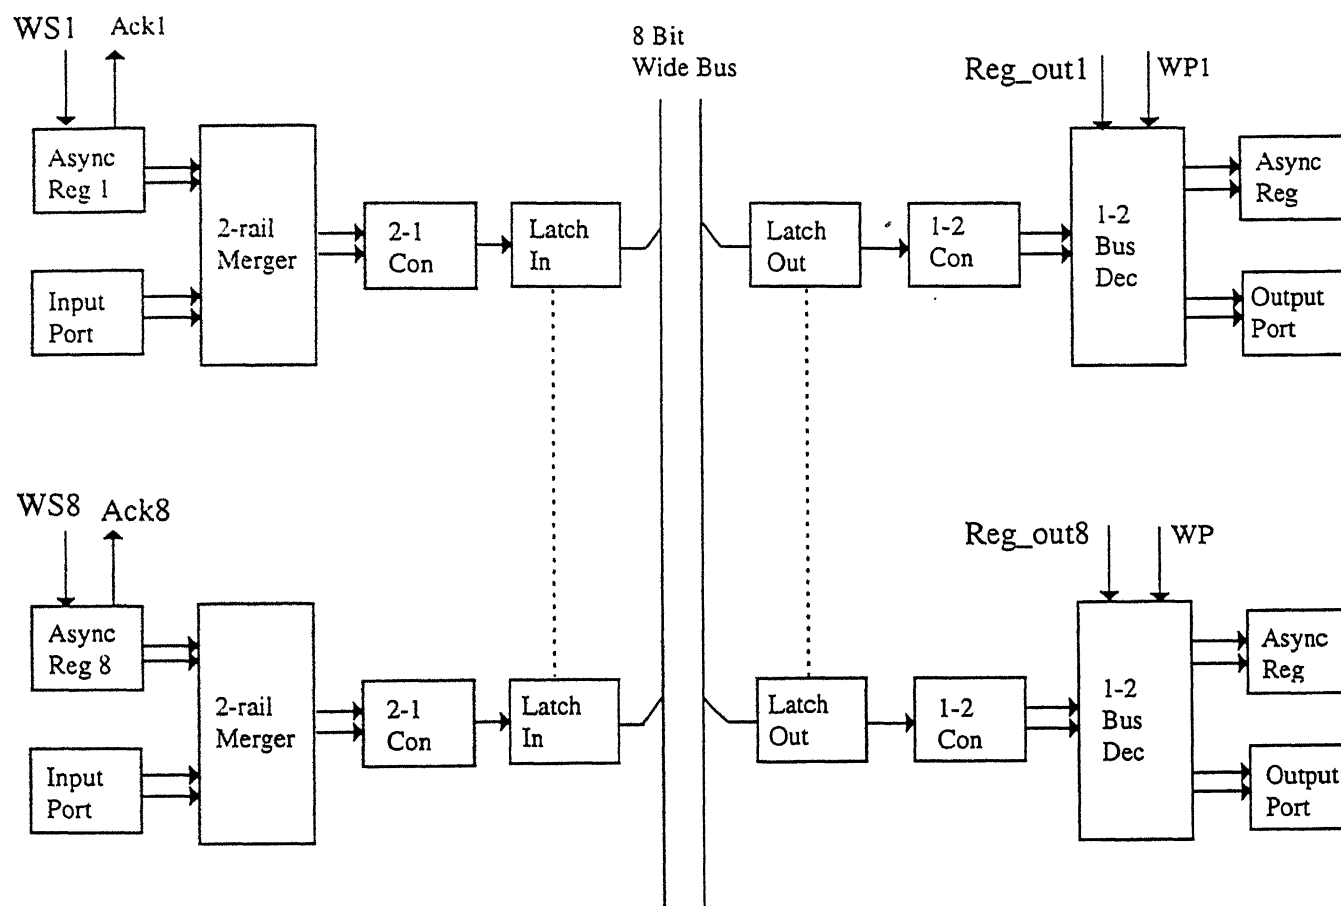 WS1
Ack1
8 Bit
Wide Bus
Reg_out1
WP1
Async
Reg 1
Input
Port
2-rail
Merger
2-1
Con
Latch
In
Latch
Out
1-2
Con
1-2
Bus
Dec
Async
Reg
Output
Port
WS8
Ack8
Reg_out8
WP
Async
Reg 8
Input
Port
2-rail
Merger
2-1
Con
Latch
In
Latch
Out
1-2
Con
1-2
Bus
Dec
Async
Reg
Output
Port